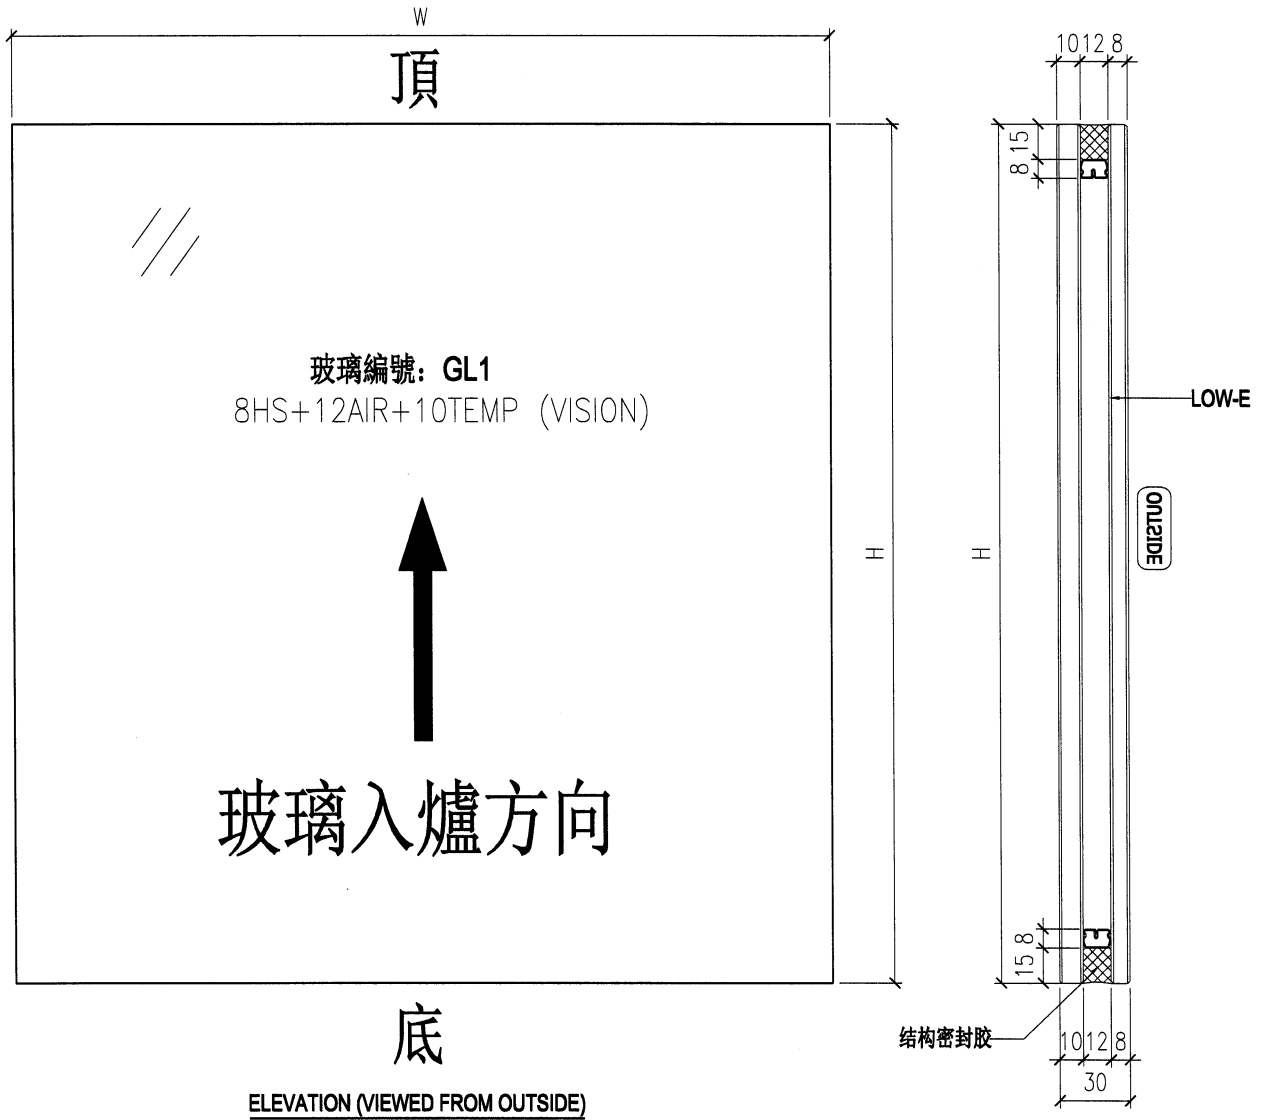 W
頂
玻璃編號：GL1
8HS+12AIR+10TEMP (VISION)
玻璃入爐方向
H
底
ELEVATION (VIEWED FROM OUTSIDE)
10 12 8
15
8
LOW-E
OUTSIDE
H
8
15
结构密封胶
10 12 8
30